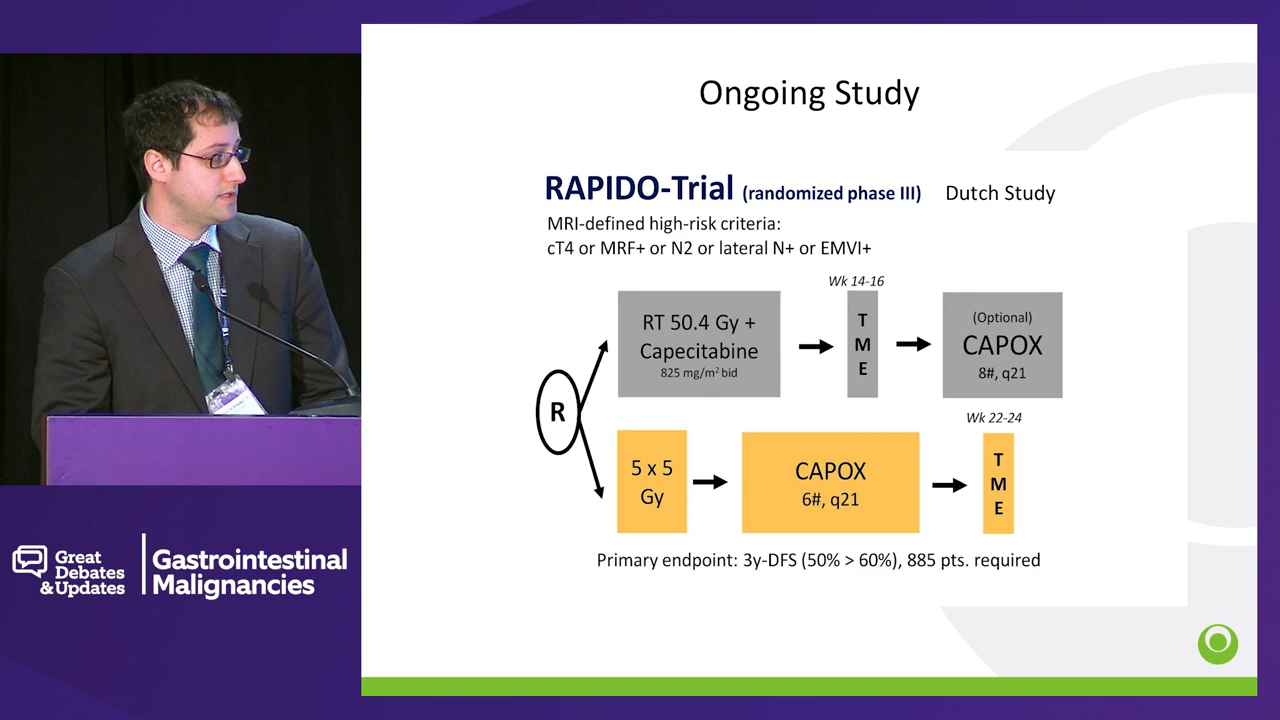 Ongoing Study
RAPIDO-Trial (randomized phase III) Dutch Study
MRI-defined high-risk criteria:
cT4 or MRF+ or N2 or lateral N+ or EMVI+
Wk 14-16
R
RT 50.4 Gy +
Capecitabine
825 mg/m² bid
T
M
E
(Optional)
CAPOX
8#, q21
Wk 22-24
5 x 5
Gy
CAPOX
6#, q21
T
M
E
Primary endpoint: 3y-DFS (50% > 60%), 885 pts. required
Great
Debates
& Updates
Gastrointestinal
Malignancies